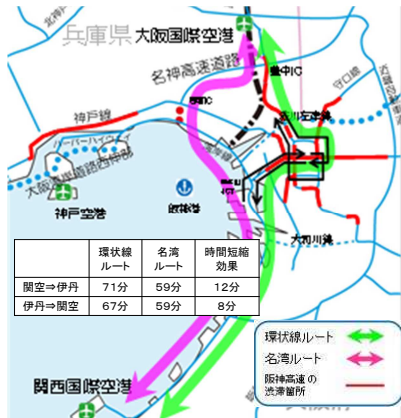 兵庫県
大阪国際空港
名神高速道路
豊中IC
守口線
神戸線
ハーバーハイウェイ
大阪湾岸道路西伸部
神戸空港
淀川左岸線
大和川線
環状線ルート 名湾ルート 時間短縮効果
関空⇒伊丹 71分 59分 12分
伊丹⇒関空 67分 59分 8分
環状線ルート
名湾ルート
阪神高速の
渋滞箇所
関西国際空港